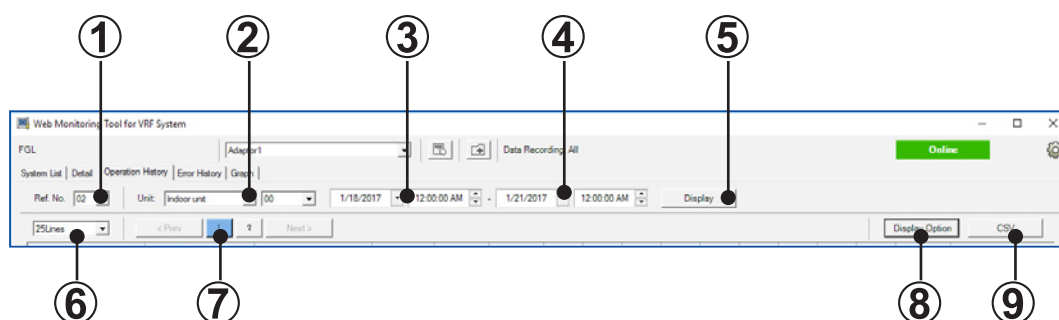 ① ② ③ ④ ⑤
Web Monitoring Tool for VRF System
FGL Adaptor1 Data Recording: All Online
System List Detail Operation History Error History Graph
Ref. No. 02 Unit: Indoor unit 00 1/18/2017 12:00:00 AM - 1/21/2017 12:00:00 AM Display
25Lines < Prev 1 2 Next > Display Option CSV
⑥ ⑦ ⑧ ⑨